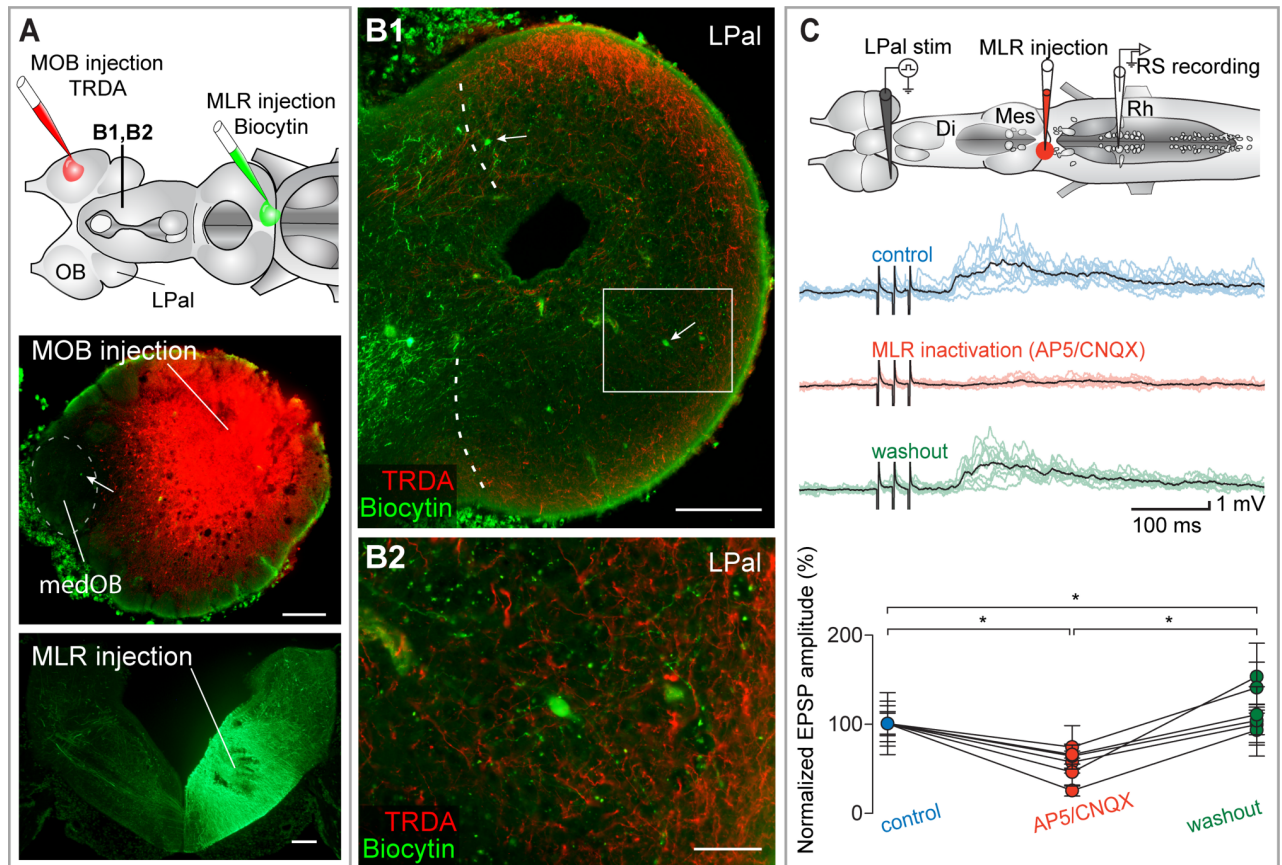 A
MOB injection
TRDA
B1,B2
MLR injection
Biocytin
OB
LPal
MOB injection
medOB
MLR injection
B1
LPal
TRDA
Biocytin
B2
LPal
TRDA
Biocytin
C
LPal stim
MLR injection
RS recording
Di
Mes
Rh
control
MLR inactivation (AP5/CNQX)
washout
1 mV
100 ms
Normalized EPSP amplitude (%)
200
100
0
*
*
*
control
AP5/CNQX
washout